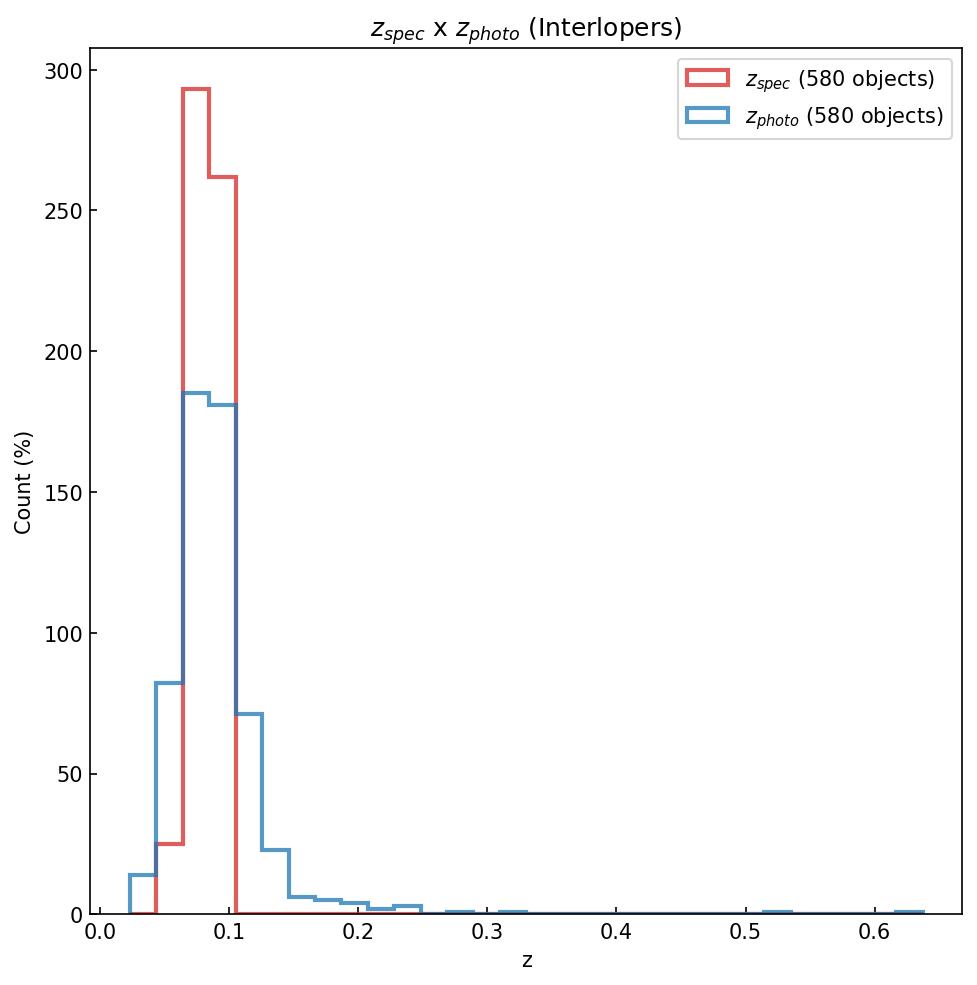 z_spec x z_photo (Interlopers)
z_spec (580 objects)
z_photo (580 objects)
Count (%)
300
250
200
150
100
50
0
0.0 0.1 0.2 0.3 0.4 0.5 0.6
z